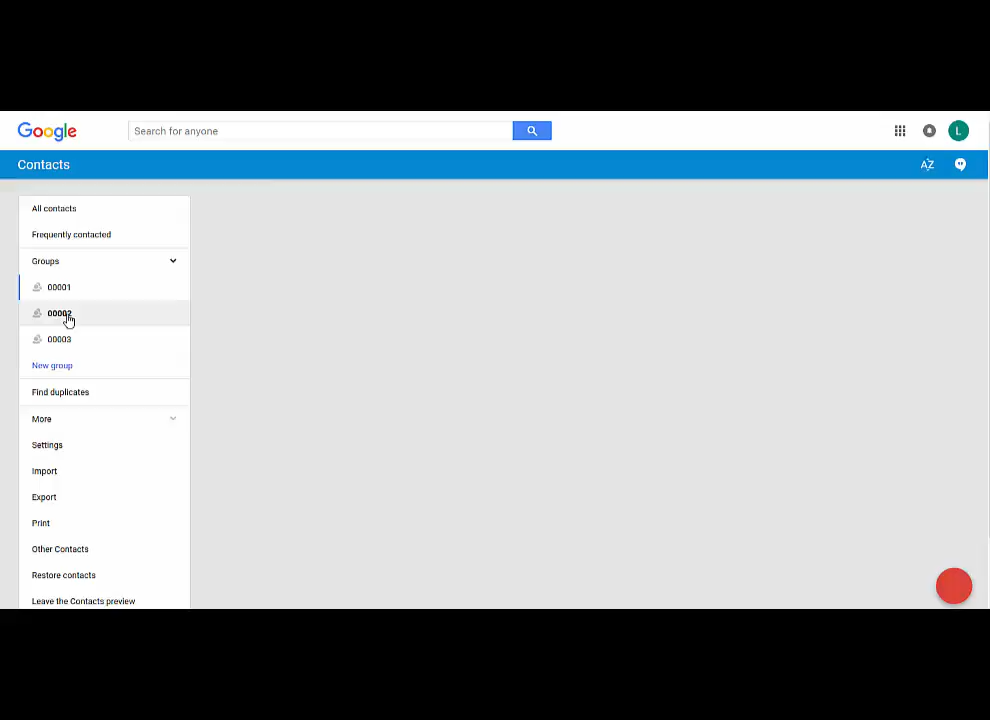 Google
Search for anyone
L
Contacts
AZ
All contacts
Frequently contacted
Groups
00001
00002
00003
New group
Find duplicates
More
Settings
Import
Export
Print
Other Contacts
Restore contacts
Leave the Contacts preview